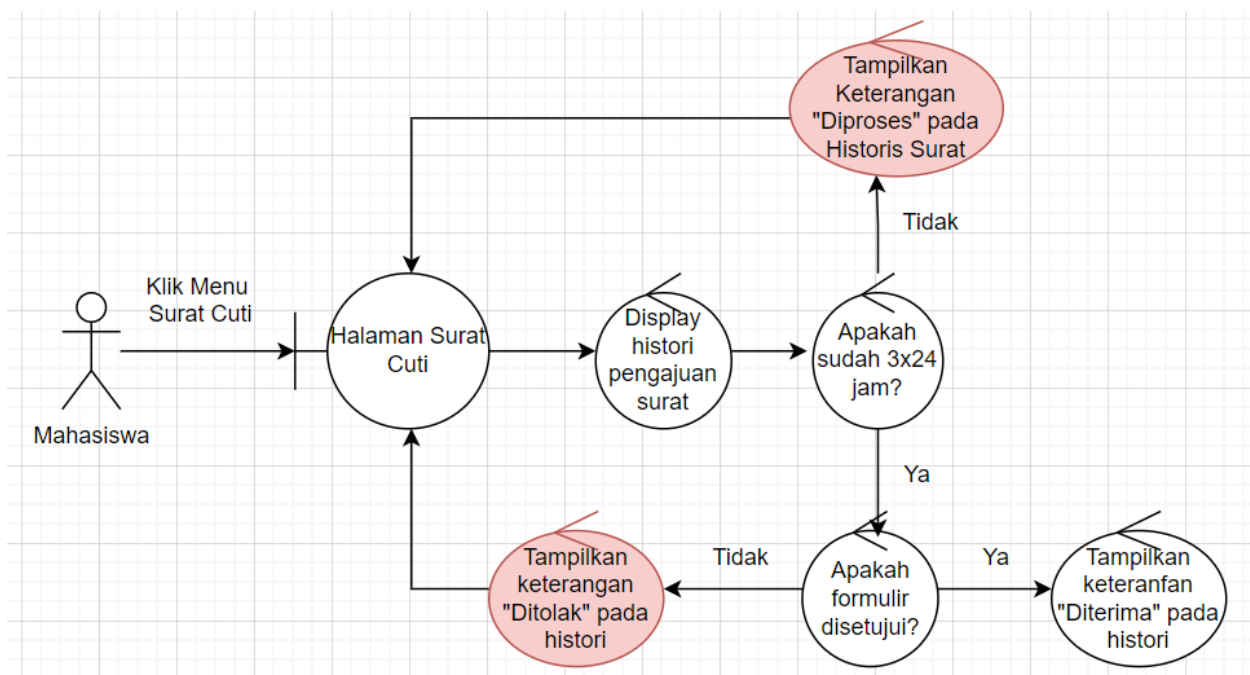 Tampilkan
Keterangan
"Diproses" pada
Historis Surat
Tidak
Klik Menu
Surat Cuti
Mahasiswa
Halaman Surat
Cuti
Display
histori
pengajuan
surat
Apakah
sudah 3x24
jam?
Ya
Tampilkan
keterangan
"Ditolak" pada
histori
Tidak
Apakah
formulir
disetujui?
Ya
Tampilkan
keteranfan
"Diterima" pada
histori